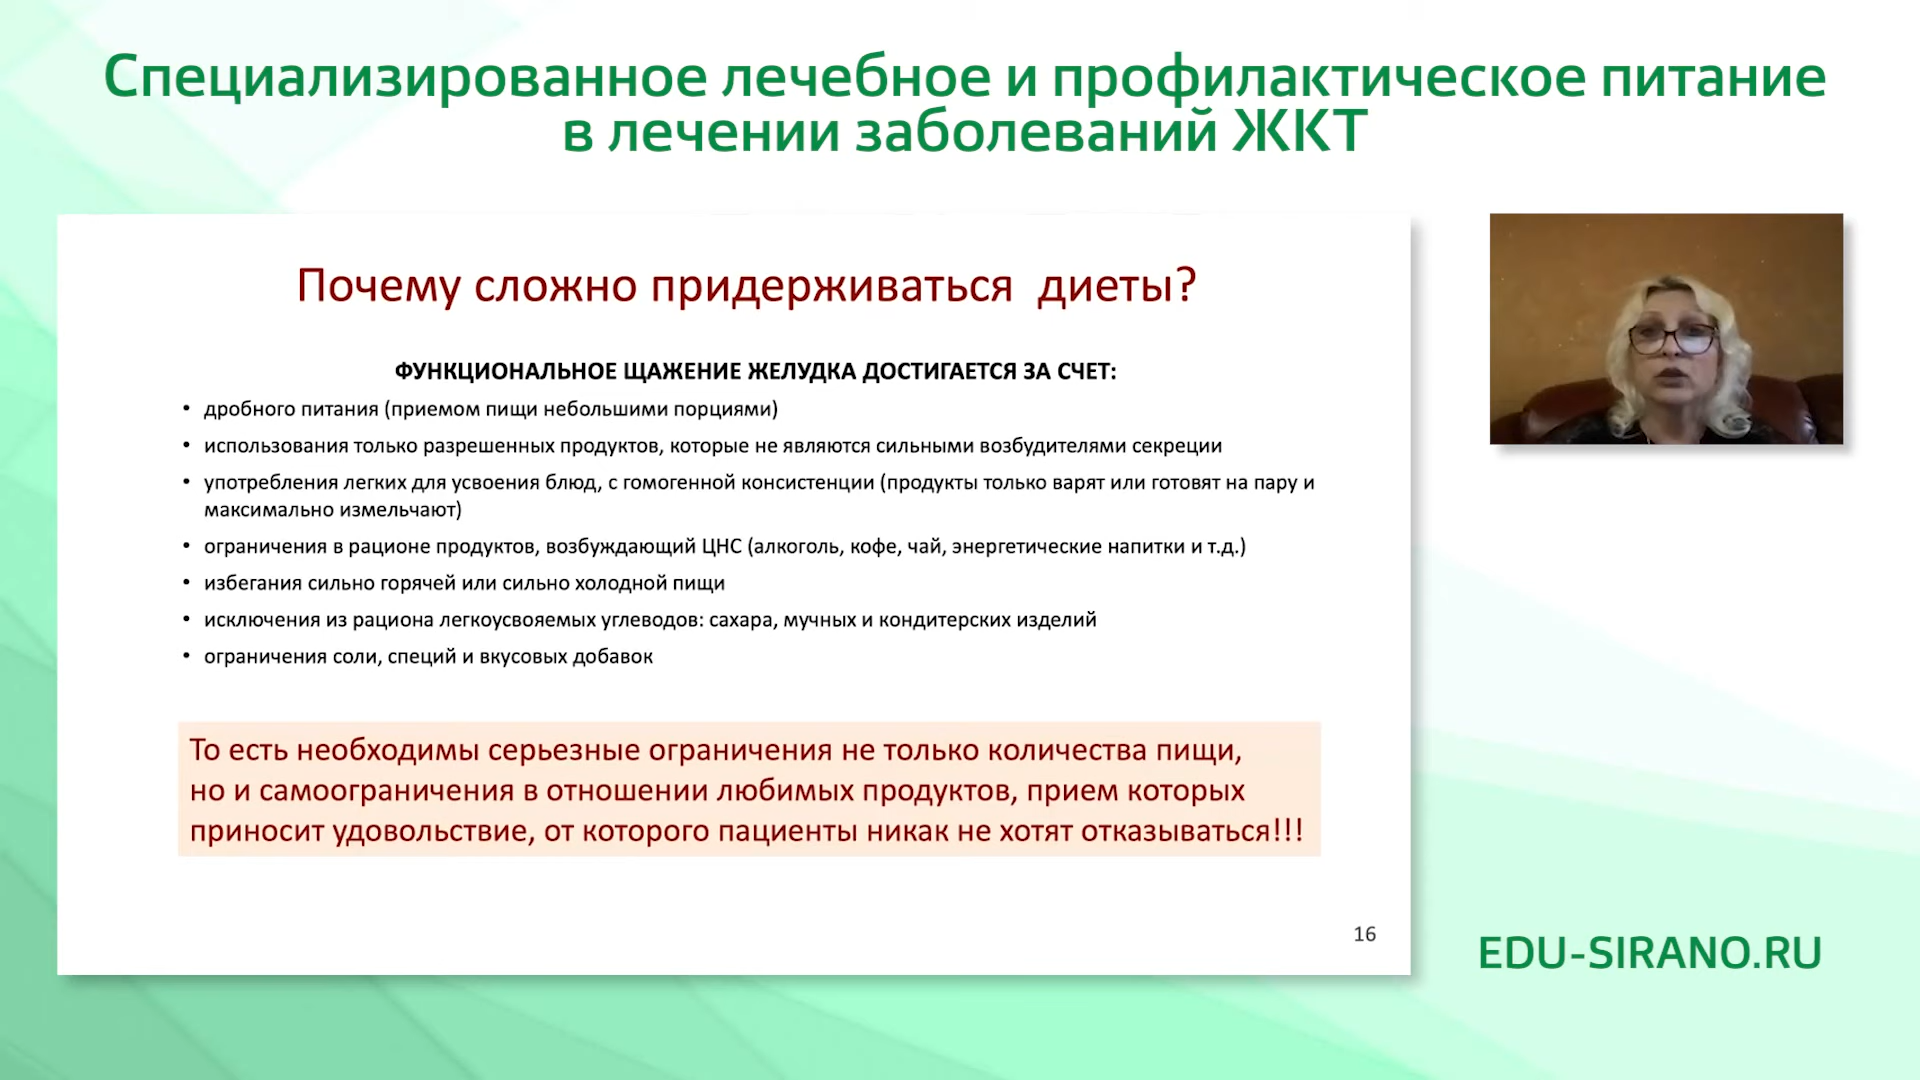 Специализированное лечебное и профилактическое питание
в лечении заболеваний ЖКТ
Почему сложно придерживаться диеты?
ФУНКЦИОНАЛЬНОЕ ЩАЖЕНИЕ ЖЕЛУДКА ДОСТИГАЕТСЯ ЗА СЧЕТ:
• дробного питания (приемом пищи небольшими порциями)
• использования только разрешенных продуктов, которые не являются сильными возбудителями секреции
• употребления легких для усвоения блюд, с гомогенной консистенции (продукты только варят или готовят на пару и
максимально измельчают)
• ограничения в рационе продуктов, возбуждающий ЦНС (алкоголь, кофе, чай, энергетические напитки и т.д.)
• избегания сильно горячей или сильно холодной пищи
• исключения из рациона легкоусвояемых углеводов: сахара, мучных и кондитерских изделий
• ограничения соли, специй и вкусовых добавок
То есть необходимы серьезные ограничения не только количества пищи,
но и самоограничения в отношении любимых продуктов, прием которых
приносит удовольствие, от которого пациенты никак не хотят отказываться!!!
16
EDU-SIRANO.RU